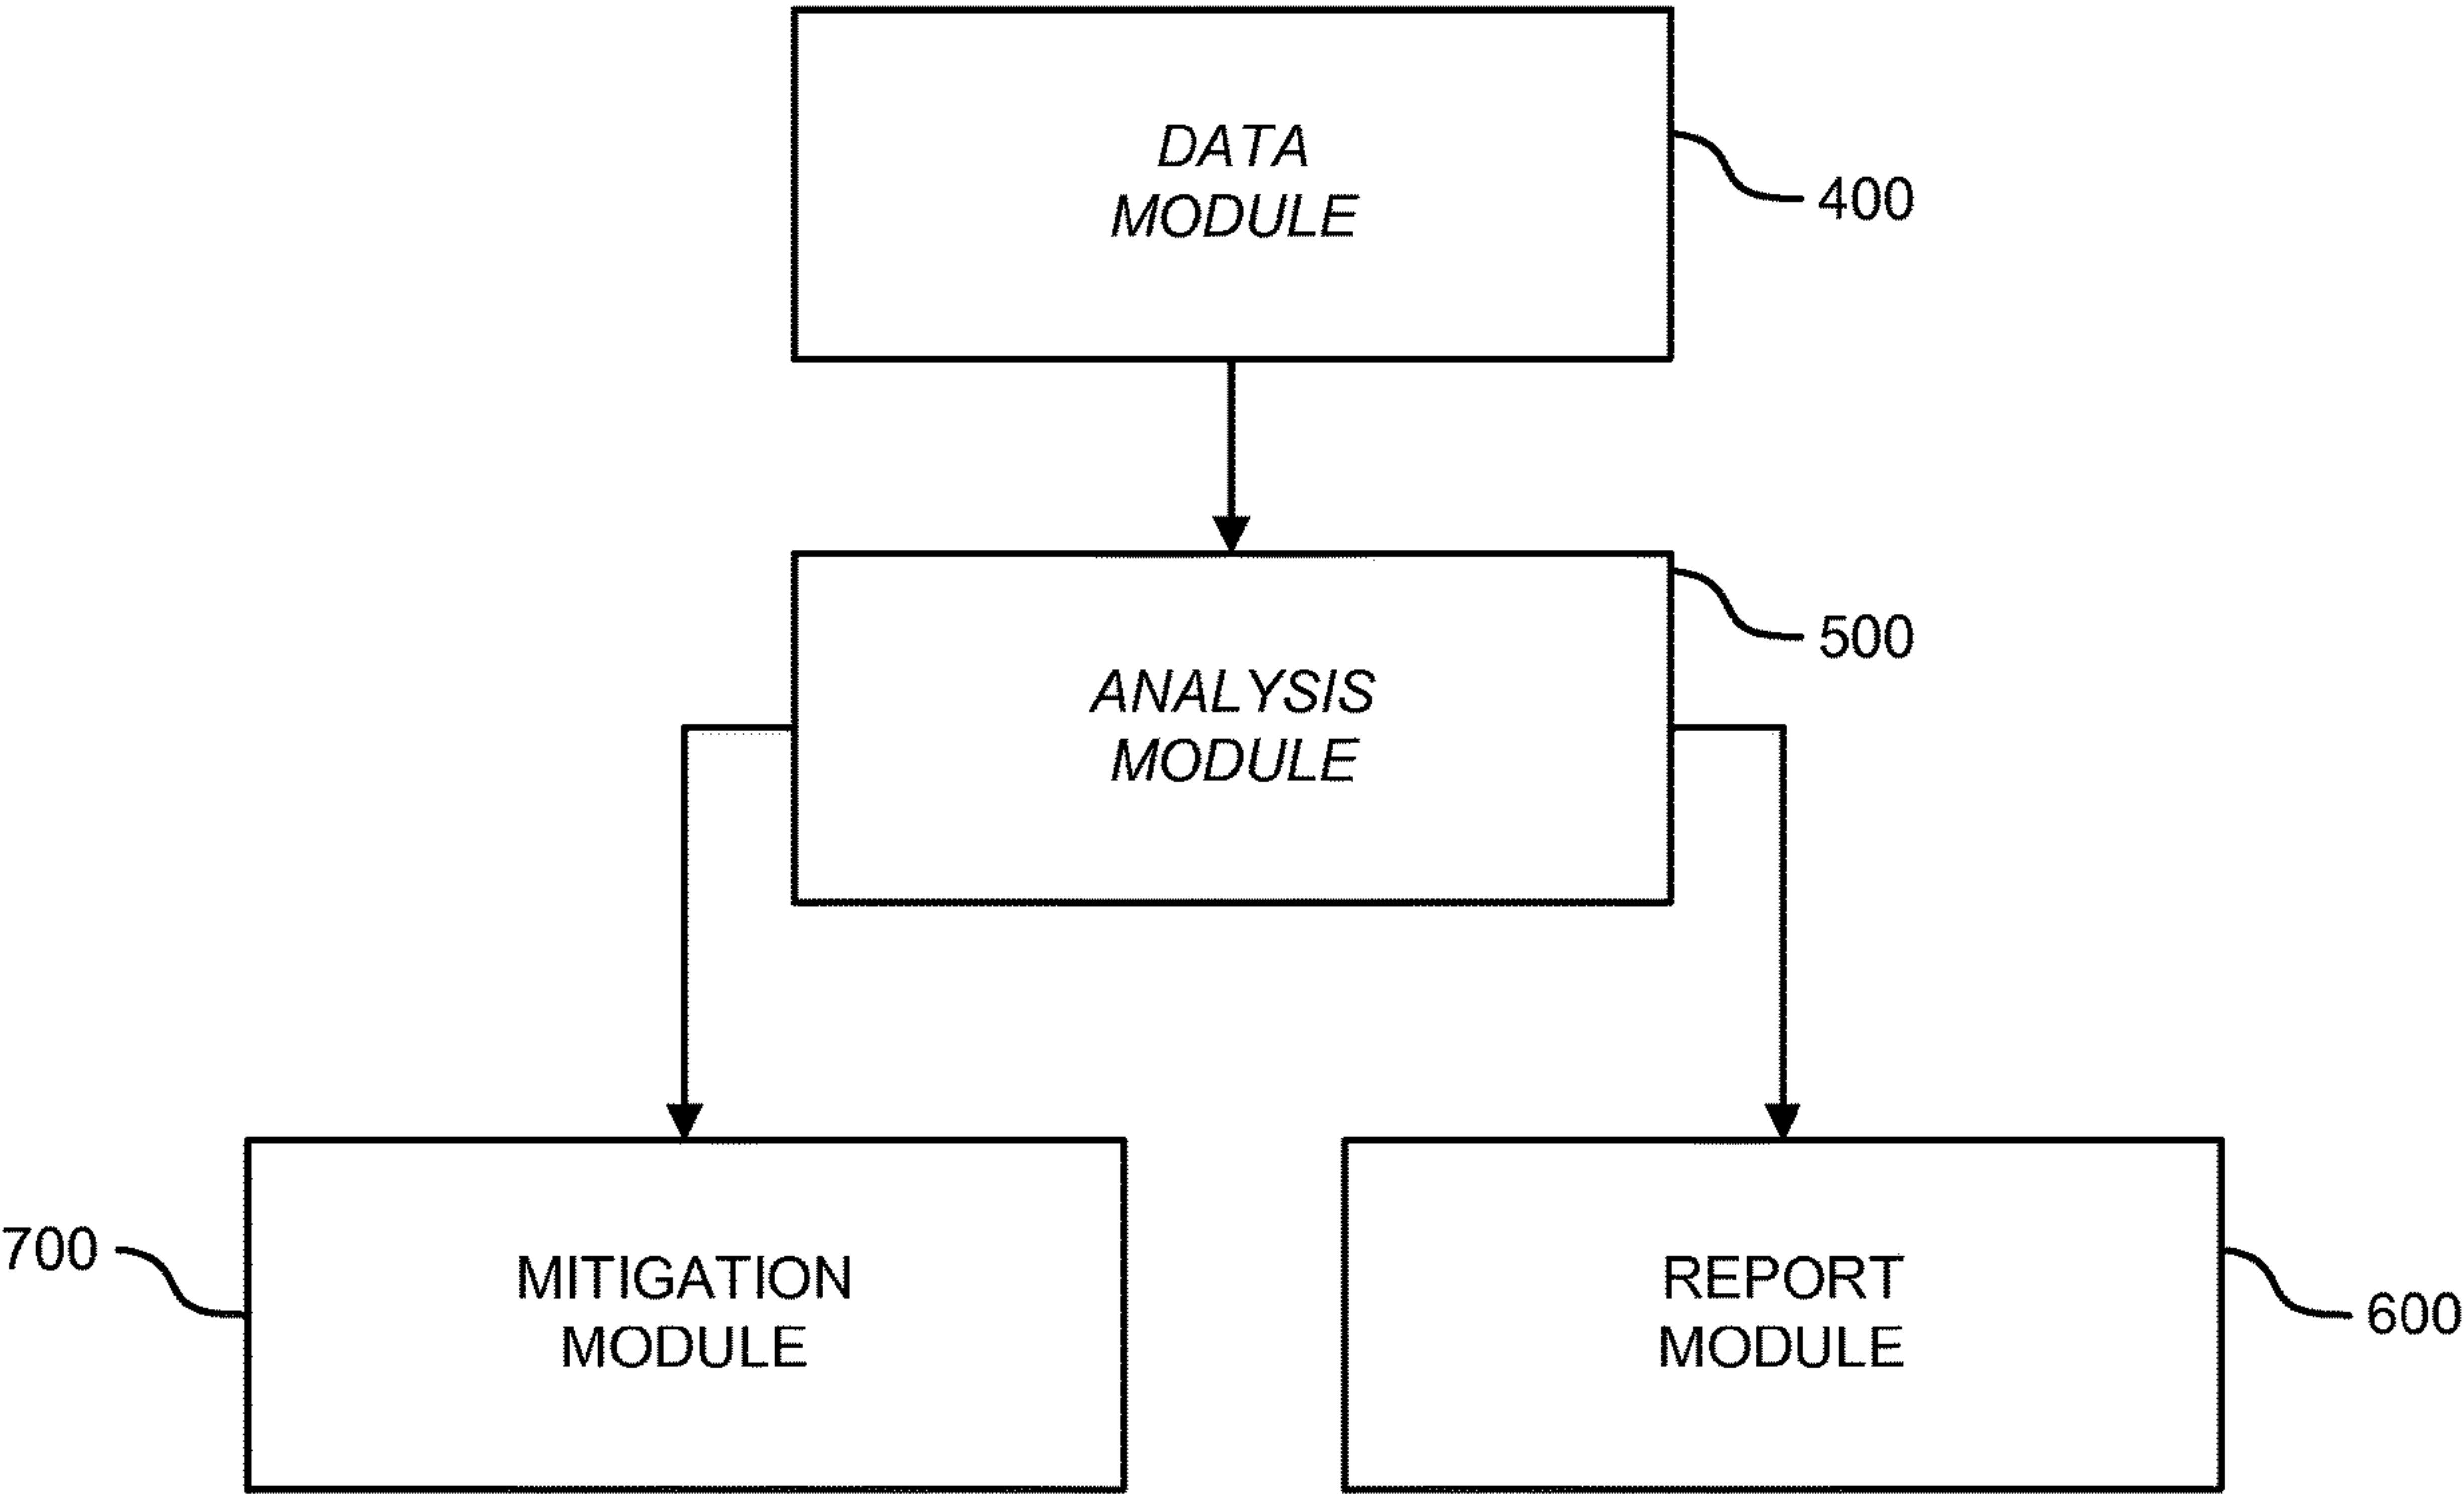 DATA
MODULE
400
500
ANALYSIS
MODULE
700
MITIGATION
MODULE
REPORT
MODULE
600